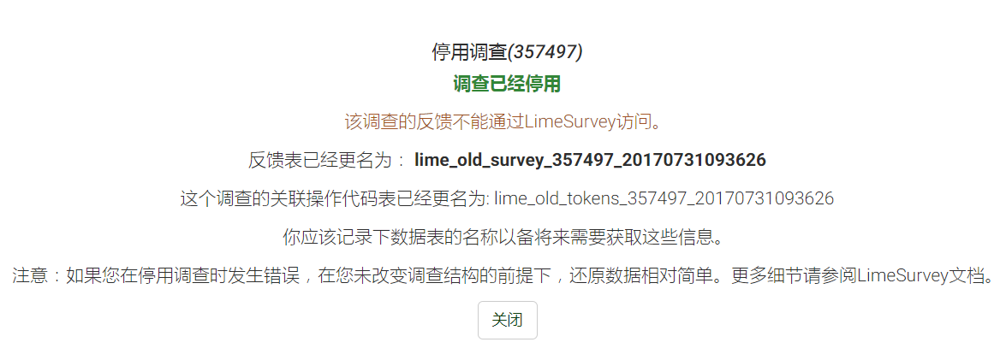 停用调查(357497)
调查已经停用
该调查的反馈不能通过LimeSurvey访问。
反馈表已经更名为： lime_old_survey_357497_20170731093626
这个调查的关联操作代码表已经更名为: lime_old_tokens_357497_20170731093626
你应该记录下数据表的名称以备将来需要获取这些信息。
注意：如果您在停用调查时发生错误，在您未改变调查结构的前提下，还原数据相对简单。更多细节请参阅LimeSurvey文档。
关闭